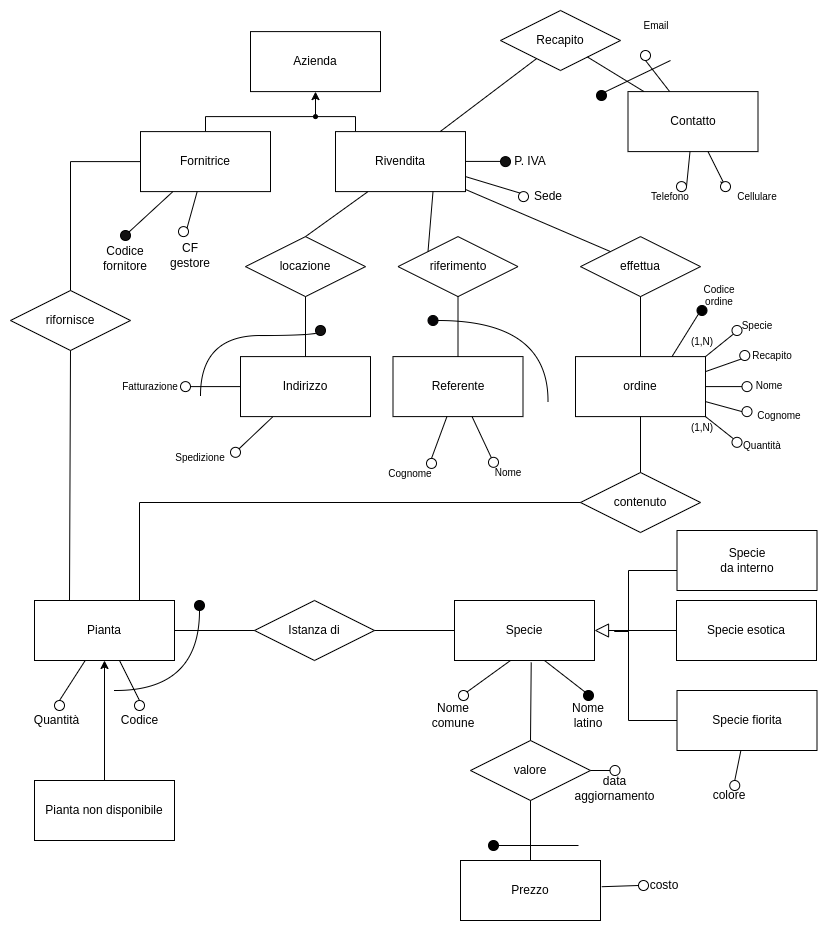 Email
Recapito
Azienda
Contatto
Fornitrice
Rivendita
P. IVA
Sede
Telefono
Cellulare
CF
gestore
Codice
fornitore
locazione
riferimento
effettua
Codice
ordine
rifornisce
Specie
(1,N)
Recapito
Fatturazione
Indirizzo
Referente
ordine
Nome
Cognome
(1,N)
Quantità
Spedizione
Cognome
Nome
contenuto
Specie
da interno
Pianta
Istanza di
Specie
Specie esotica
Quantità
Codice
Nome
comune
Nome
latino
Specie fiorita
valore
data
aggiornamento
colore
Pianta non disponibile
Prezzo
costo